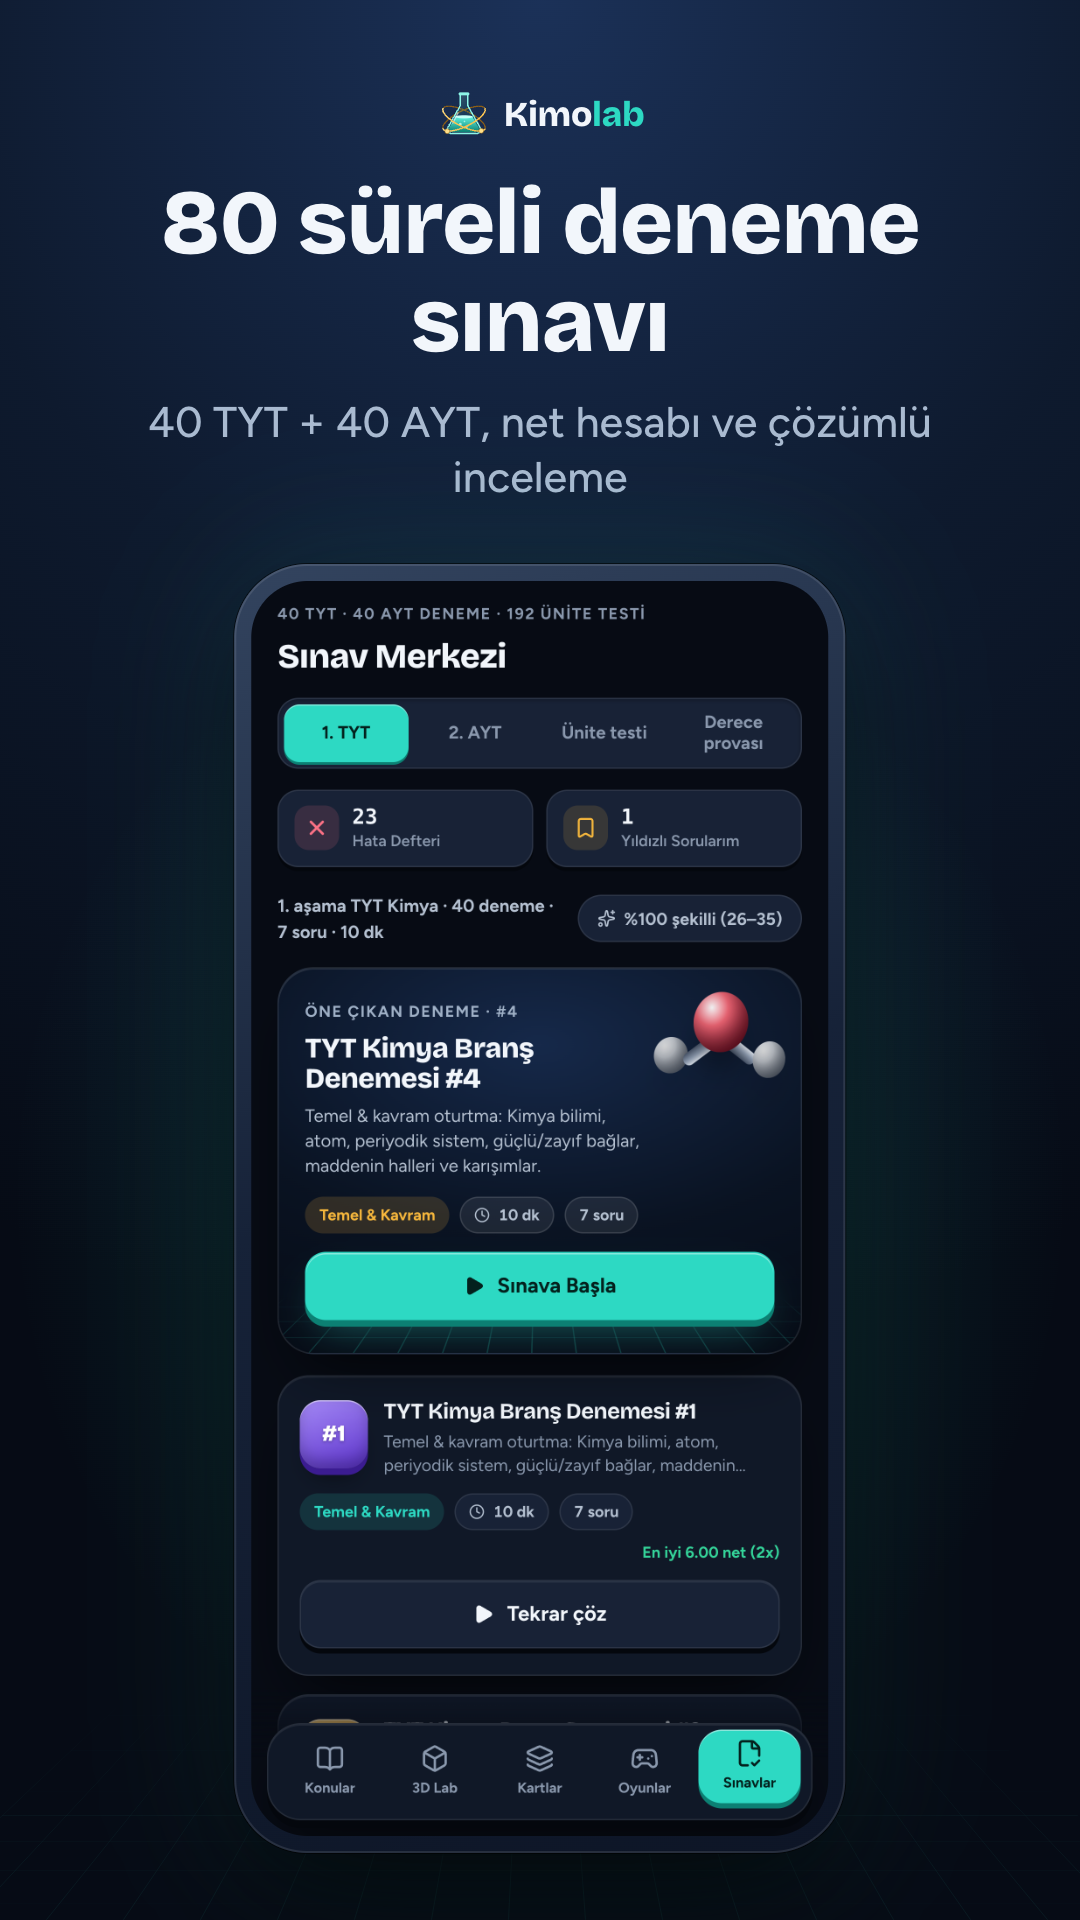 Kimolab
80 süreli deneme
sınavı
40 TYT + 40 AYT, net hesabı ve çözümlü
inceleme
40 TYT · 40 AYT DENEME · 192 ÜNİTE TESTİ
Sınav Merkezi
1. TYT
2. AYT
Ünite testi
Derece
provası
23
Hata Defteri
1
Yıldızlı Sorularım
1. aşama TYT Kimya · 40 deneme ·
7 soru · 10 dk
%100 şekilli (26–35)
ÖNE ÇIKAN DENEME · #4
TYT Kimya Branş
Denemesi #4
Temel & kavram oturtma: Kimya bilimi,
atom, periyodik sistem, güçlü/zayıf bağlar,
maddenin halleri ve karışımlar.
Temel & Kavram
10 dk
7 soru
Sınava Başla
#1
TYT Kimya Branş Denemesi #1
Temel & kavram oturtma: Kimya bilimi, atom,
periyodik sistem, güçlü/zayıf bağlar, maddenin...
Temel & Kavram
10 dk
7 soru
En iyi 6.00 net (2x)
Tekrar çöz
Konular
3D Lab
Kartlar
Oyunlar
Sınavlar